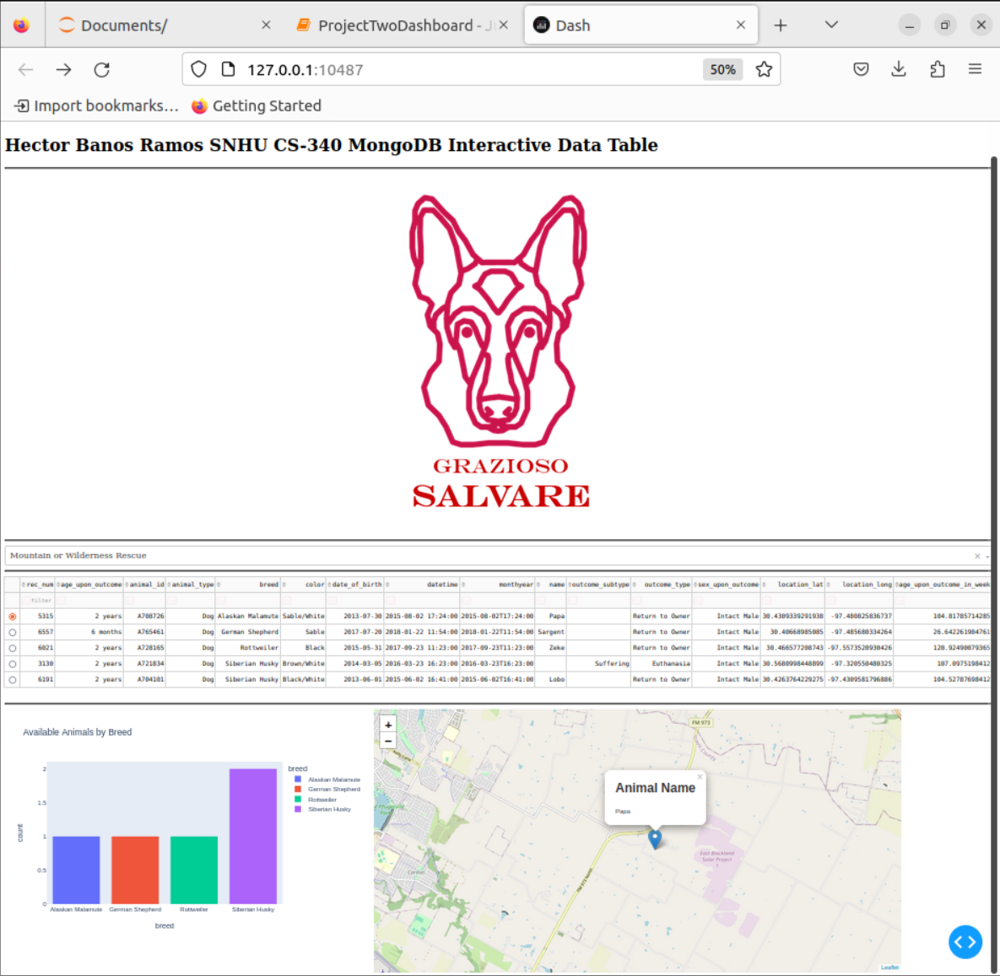 Documents/
ProjectTwoDashboard - J
Dash
127.0.0.1:10487
50%
Import bookmarks...
Getting Started
Hector Banos Ramos SNHU CS-340 MongoDB Interactive Data Table
GRAZIOSO
SALVARE
Mountain or Wilderness Rescue
rec_num age_upon_outcome animal_id animal_type breed color date_of_birth datetime monthyear name outcome_subtype outcome_type sex_upon_outcome location_lat location_long age_upon_outcome_in_week
filter
5315 2 years A708726 Dog Alaskan Malamute Sable/White 2013-07-30 2015-08-02 17:24:00 2015-08-02T17:24:00 Papa Return to Owner Intact Male 30.4309339291938 -97.480825836737 104.81785714285
6557 6 months A765461 Dog German Shepherd Sable 2017-07-20 2018-01-22 11:54:00 2018-01-22T11:54:00 Sargent Return to Owner Intact Male 30.40668985085 -97.485680334264 26.642261904761
6021 2 years A728165 Dog Rottweiler Black 2015-05-31 2017-09-23 11:23:00 2017-09-23T11:23:00 Zeke Return to Owner Intact Male 30.466577208743 -97.5573520930426 120.92490079365
3130 2 years A721834 Dog Siberian Husky Brown/White 2014-03-05 2016-03-23 16:23:00 2016-03-23T16:23:00 Suffering Euthanasia Intact Male 30.5680998448899 -97.320550480325 107.0975198412
6191 2 years A704101 Dog Siberian Husky Black/White 2013-06-01 2015-06-02 16:41:00 2015-06-02T16:41:00 Lobo Return to Owner Intact Male 30.4263764229275 -97.4309581796886 104.52787698412
Available Animals by Breed
breed
Alaskan Malamute
German Shepherd
Rottweiler
Siberian Husky
2
1.5
1
0.5
0
count
Alaskan Malamute German Shepherd Rottweiler Siberian Husky
breed
+
−
FM 973
Animal Name
Papa
East Blackland
Solar Project
1
FM 973 North
Leaflet